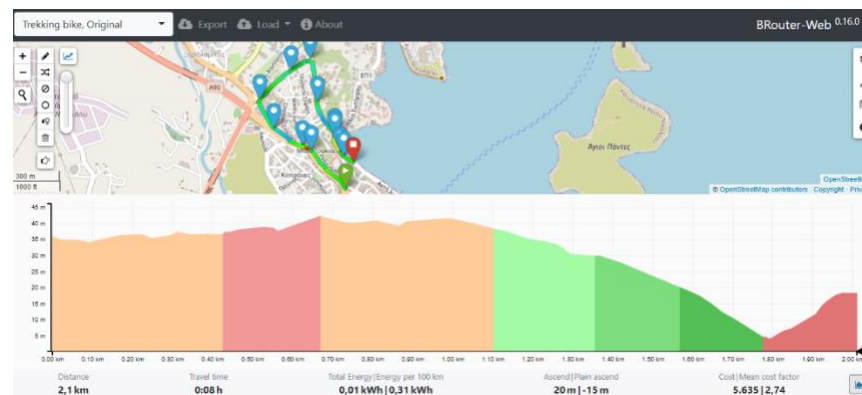 Trekking bike, Original
Export
Load
About
BRouter-Web 0.16.0
300 m
1000 ft
A90
ΕΠ1
Άγιοι Πάντες
© OpenStreetMap contributors
Copyright
45 m
40 m
35 m
30 m
25 m
20 m
15 m
10 m
5 m
0.00 km 0.10 km 0.20 km 0.30 km 0.40 km 0.50 km 0.60 km 0.70 km 0.80 km 0.90 km 1.00 km 1.10 km 1.20 km 1.30 km 1.40 km 1.50 km 1.60 km 1.70 km 1.80 km 1.90 km 2.00 km
Distance
2,1 km
Travel time
0:08 h
Total Energy|Energy per 100 km
0,01 kWh|0,31 kWh
Ascend|Plain ascend
20 m|-15 m
Cost|Mean cost factor
5.635|2,74